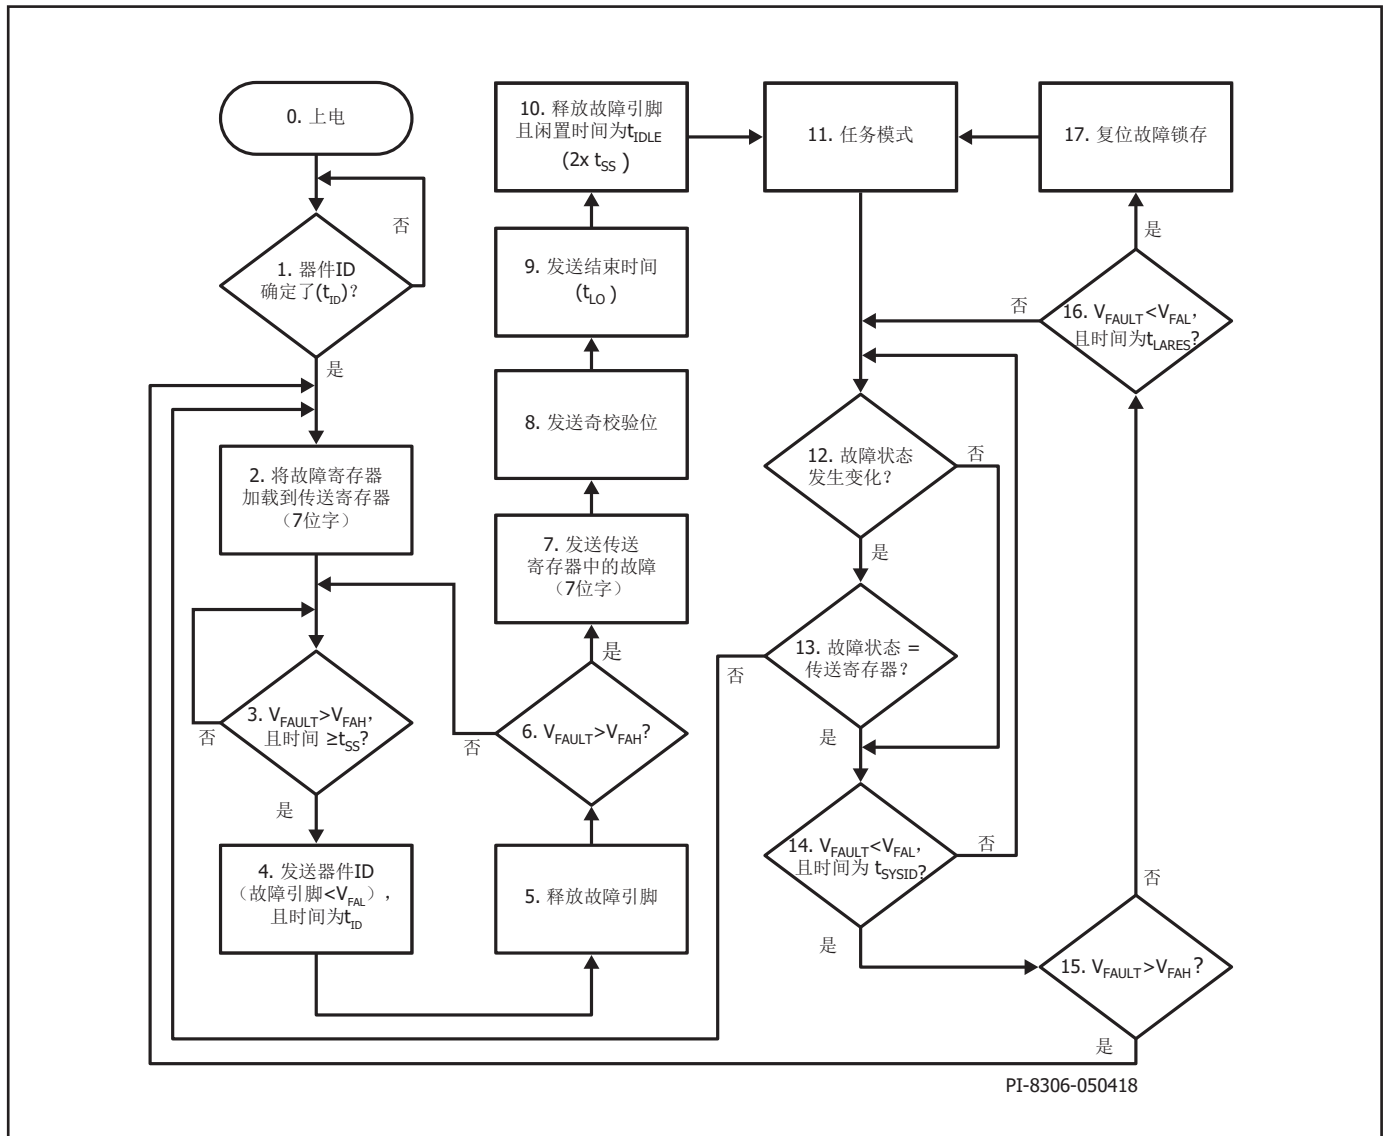 0. 上电
否
1. 器件ID
确定了(tID)?
是
2. 将故障寄存器
加载到传送寄存器
（7位字）
3. VFAULT>VFAH,
且时间 ≥tSS?
否
是
4. 发送器件ID
（故障引脚<VFAL），
且时间为tID
10. 释放故障引脚
且闲置时间为tIDLE
(2x tSS )
9. 发送结束时间
(tLO )
8. 发送奇校验位
7. 发送传送
寄存器中的故障
（7位字）
是
6. VFAULT>VFAH?
否
5. 释放故障引脚
11. 任务模式
12. 故障状态
发生变化？
否
是
13. 故障状态 =
传送寄存器？
否
是
14. VFAULT<VFAL,
且时间为 tSYSID?
否
是
17. 复位故障锁存
是
16. VFAULT<VFAL,
且时间为tLARES?
否
否
15. VFAULT>VFAH ?
是
PI-8306-050418